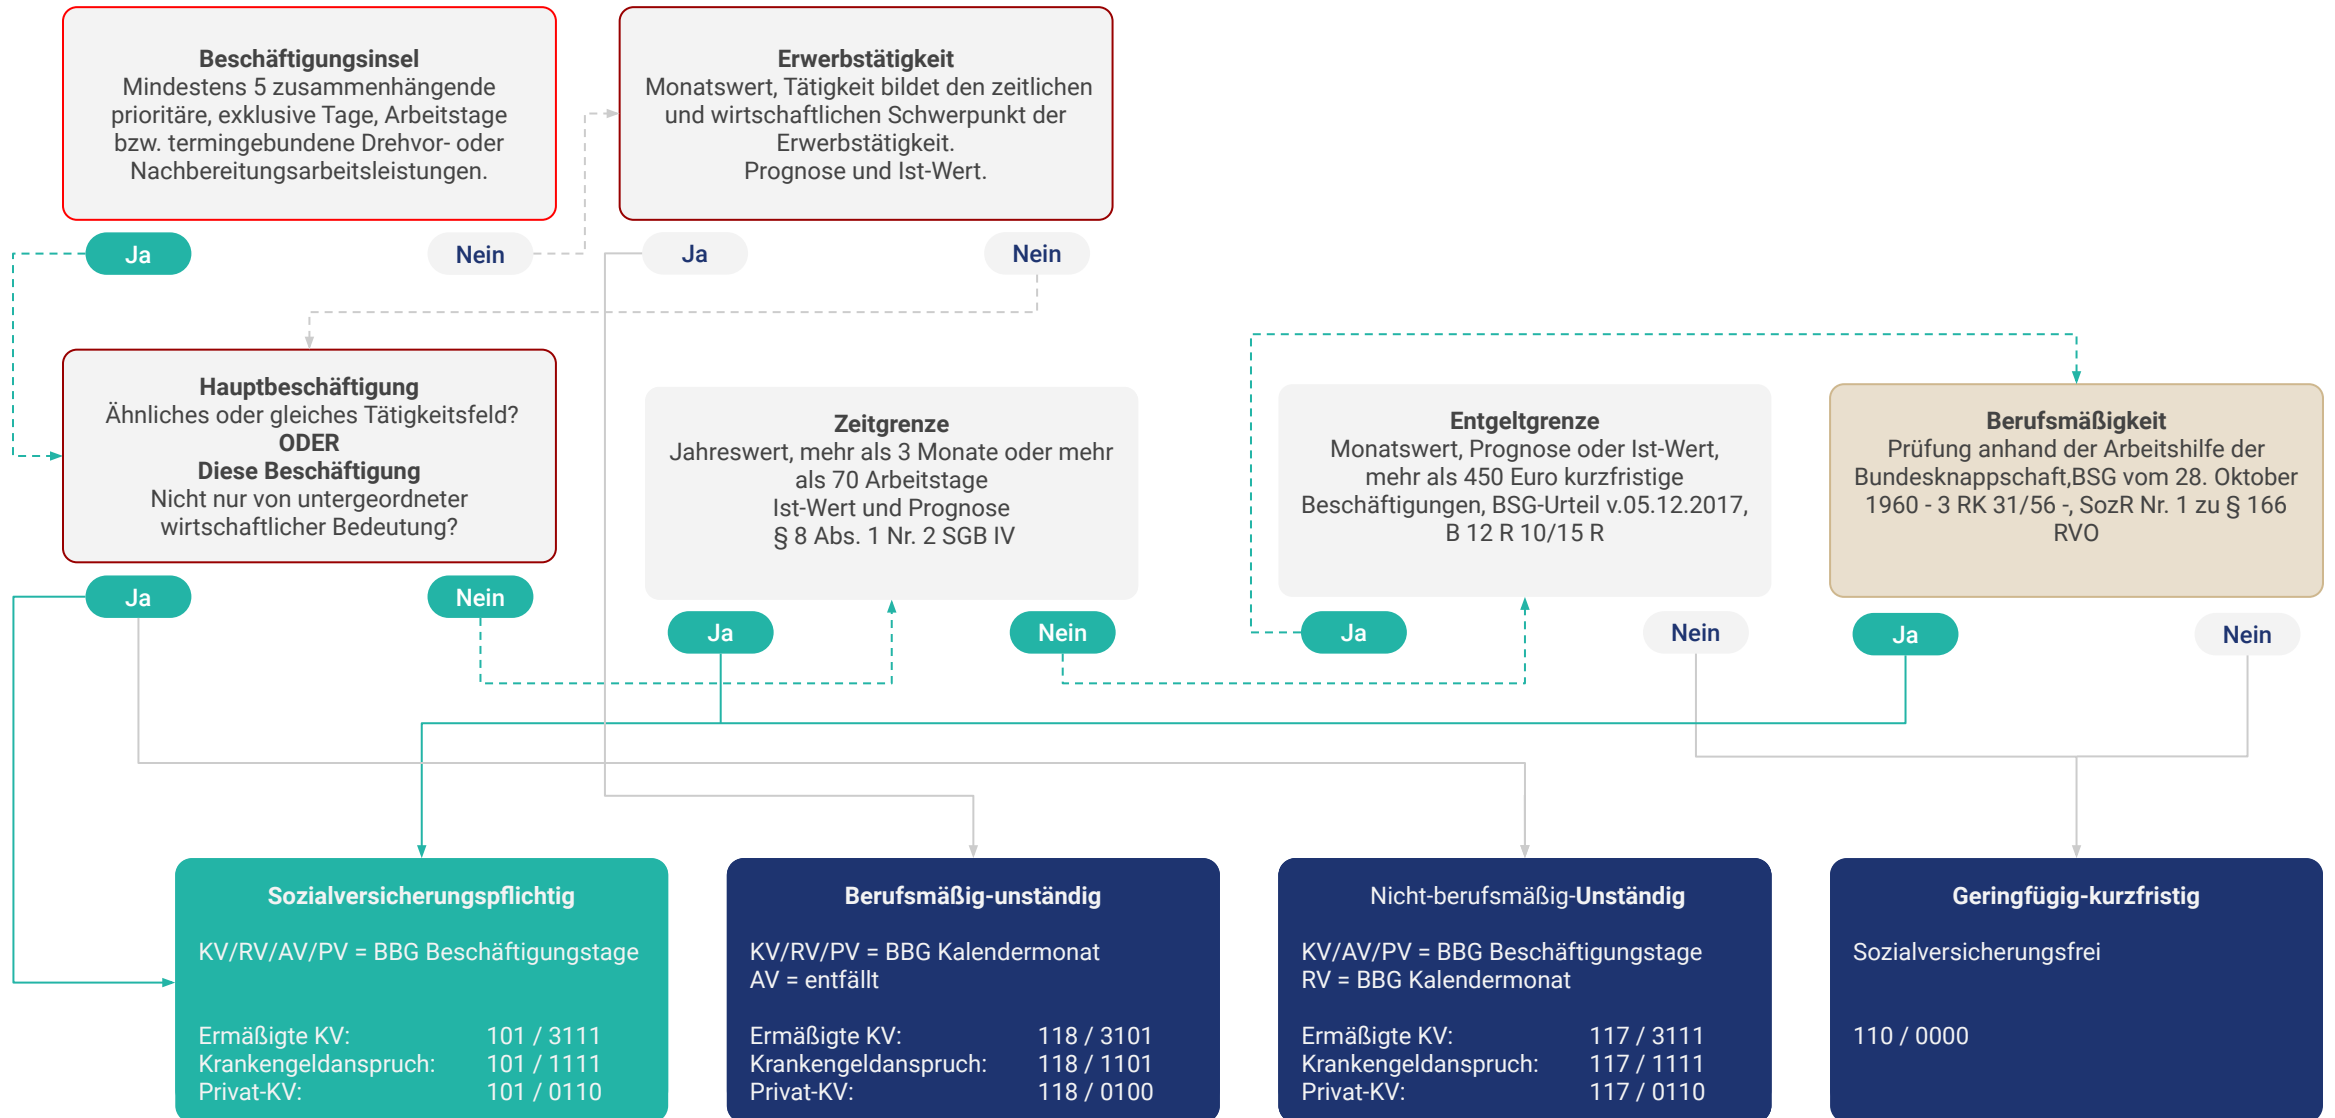 Beschäftigungsinsel
Mindestens 5 zusammenhängende
prioritäre, exklusive Tage, Arbeitstage
bzw. termingebundene Drehvor- oder
Nachbereitungsarbeitsleistungen.
Ja
Nein
Erwerbstätigkeit
Monatswert, Tätigkeit bildet den zeitlichen
und wirtschaftlichen Schwerpunkt der
Erwerbstätigkeit.
Prognose und Ist-Wert.
Ja
Nein
Hauptbeschäftigung
Ähnliches oder gleiches Tätigkeitsfeld?
ODER
Diese Beschäftigung
Nicht nur von untergeordneter
wirtschaftlicher Bedeutung?
Ja
Nein
Zeitgrenze
Jahreswert, mehr als 3 Monate oder mehr
als 70 Arbeitstage
Ist-Wert und Prognose
§ 8 Abs. 1 Nr. 2 SGB IV
Ja
Nein
Entgeltgrenze
Monatswert, Prognose oder Ist-Wert,
mehr als 450 Euro kurzfristige
Beschäftigungen, BSG-Urteil v.05.12.2017,
B 12 R 10/15 R
Ja
Nein
Berufsmäßigkeit
Prüfung anhand der Arbeitshilfe der
Bundesknappschaft,BSG vom 28. Oktober
1960 - 3 RK 31/56 -, SozR Nr. 1 zu § 166
RVO
Ja
Nein
Sozialversicherungspflichtig
KV/RV/AV/PV = BBG Beschäftigungstage
Ermäßigte KV: 101 / 3111
Krankengeldanspruch: 101 / 1111
Privat-KV: 101 / 0110
Berufsmäßig-unständig
KV/RV/PV = BBG Kalendermonat
AV = entfällt
Ermäßigte KV: 118 / 3101
Krankengeldanspruch: 118 / 1101
Privat-KV: 118 / 0100
Nicht-berufsmäßig-Unständig
KV/AV/PV = BBG Beschäftigungstage
RV = BBG Kalendermonat
Ermäßigte KV: 117 / 3111
Krankengeldanspruch: 117 / 1111
Privat-KV: 117 / 0110
Geringfügig-kurzfristig
Sozialversicherungsfrei
110 / 0000